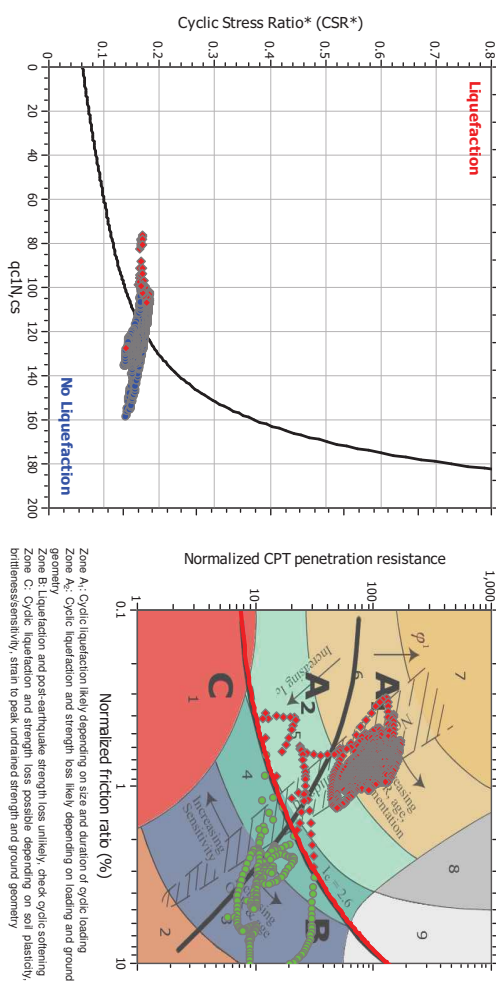 Cyclic Stress Ratio* (CSR*)
0.8
0.7
0.6
0.5
0.4
0.3
0.2
0.1
0
Liquefaction
No Liquefaction
0 20 40 60 80 100 120 140 160 180 200
qc1N,cs
Normalized CPT penetration resistance
1,000
100
10
1
7
8
6
9
φ'
A
Increasing Ic
A2
5
Ic = 2.6
4
C
1
Increasing
Sensitivity
B
3
2
0.1 1 10
Normalized friction ratio (%)
Zone A1: Cyclic liquefaction likely depending on size and duration of cyclic loading
Zone A2: Cyclic liquefaction and strength loss likely depending on loading and ground
geometry
Zone B: Liquefaction and post-earthquake strength loss unlikely, check cyclic softening
Zone C: Cyclic liquefaction and strength loss possible depending on soil plasticity,
brittleness/sensitivity, strain to peak undrained strength and ground geometry